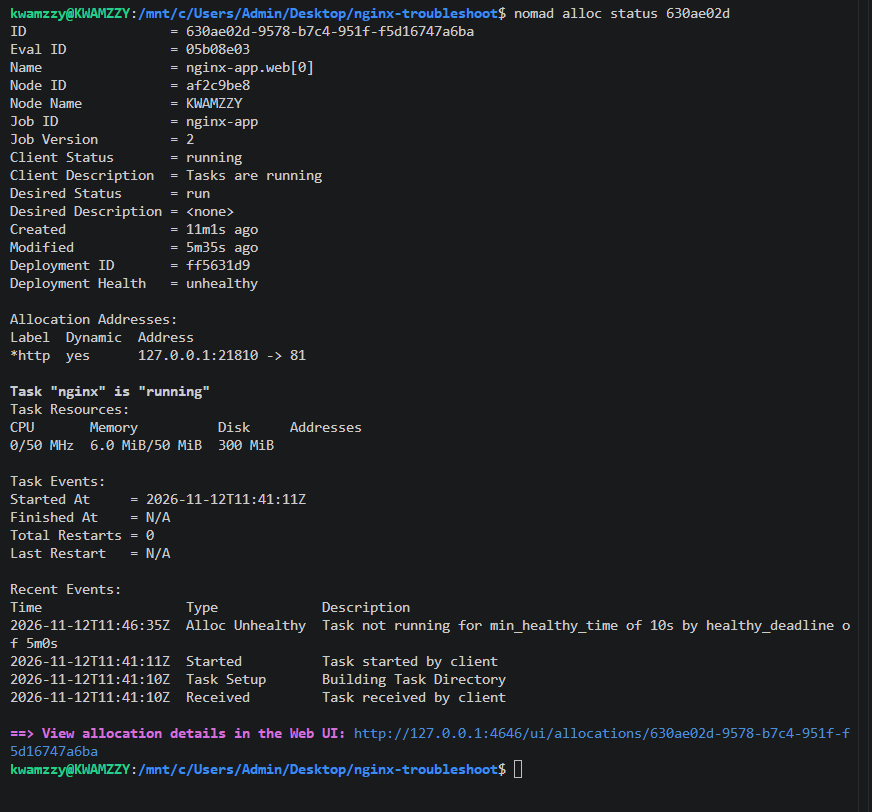 kwamzzy@KWAMZZY:/mnt/c/Users/Admin/Desktop/nginx-troubleshoot$ nomad alloc status 630ae02d
ID                  = 630ae02d-9578-b7c4-951f-f5d16747a6ba
Eval ID             = 05b08e03
Name                = nginx-app.web[0]
Node ID             = af2c9be8
Node Name           = KWAMZZY
Job ID              = nginx-app
Job Version         = 2
Client Status       = running
Client Description  = Tasks are running
Desired Status      = run
Desired Description = <none>
Created             = 11m1s ago
Modified            = 5m35s ago
Deployment ID       = ff5631d9
Deployment Health   = unhealthy

Allocation Addresses:
Label  Dynamic  Address
*http  yes      127.0.0.1:21810 -> 81

Task "nginx" is "running"
Task Resources:
CPU       Memory          Disk     Addresses
0/50 MHz  6.0 MiB/50 MiB  300 MiB

Task Events:
Started At     = 2026-11-12T11:41:11Z
Finished At    = N/A
Total Restarts = 0
Last Restart   = N/A

Recent Events:
Time                  Type             Description
2026-11-12T11:46:35Z  Alloc Unhealthy  Task not running for min_healthy_time of 10s by healthy_deadline o
f 5m0s
2026-11-12T11:41:11Z  Started          Task started by client
2026-11-12T11:41:10Z  Task Setup       Building Task Directory
2026-11-12T11:41:10Z  Received         Task received by client

==> View allocation details in the Web UI: http://127.0.0.1:4646/ui/allocations/630ae02d-9578-b7c4-951f-f
5d16747a6ba
kwamzzy@KWAMZZY:/mnt/c/Users/Admin/Desktop/nginx-troubleshoot$